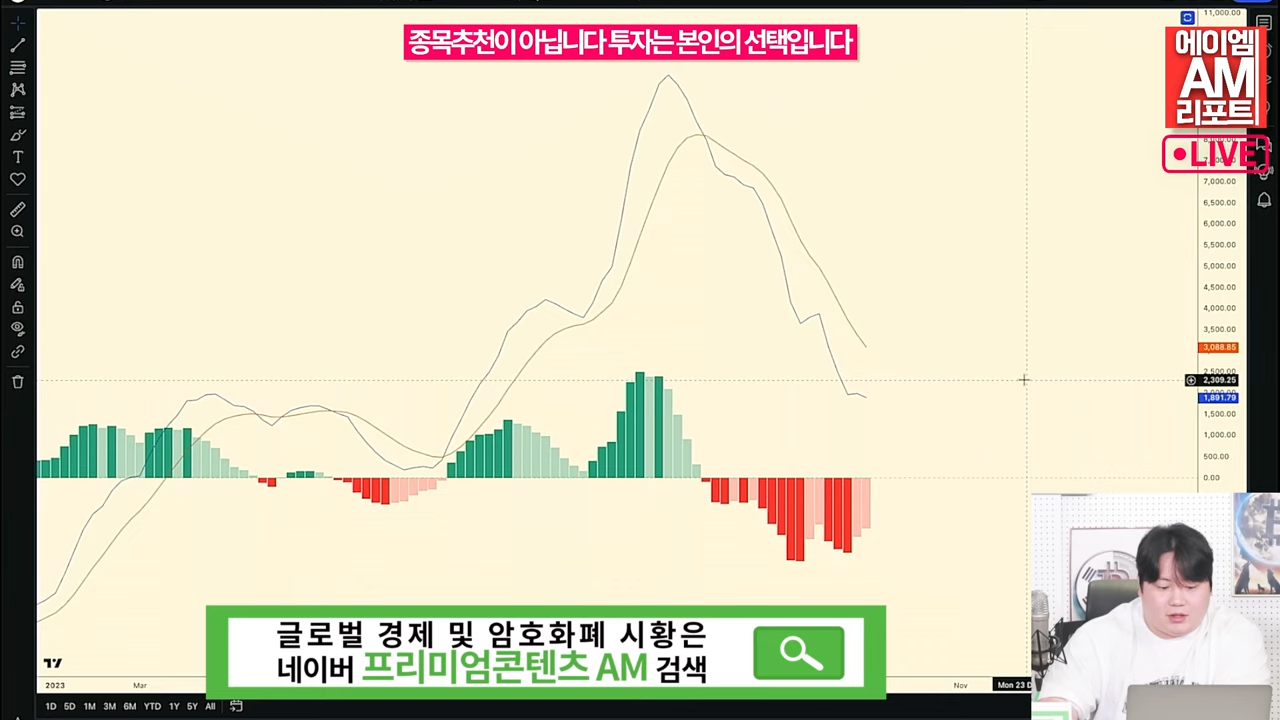 종목추천이 아닙니다 투자는 본인의 선택입니다
에이엠
AM
리포트
LIVE
11,000.00
7,000.00
6,500.00
6,000.00
5,500.00
5,000.00
4,500.00
4,000.00
3,500.00
3,088.85
2,309.25
1,891.79
1,500.00
1,000.00
500.00
0.00
글로벌 경제 및 암호화폐 시황은
네이버 프리미엄콘텐츠 AM 검색
2023
Mar
Nov
Mon 23
1D 5D 1M 3M 6M YTD 1Y 5Y All